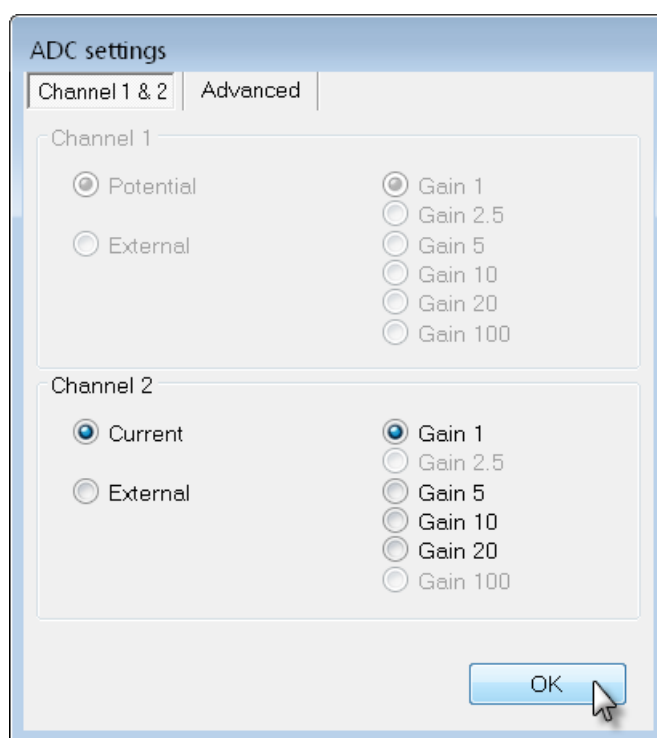 ADC settings
Channel 1 & 2 Advanced
Channel 1
Potential Gain 1
Gain 2.5
External Gain 5
Gain 10
Gain 20
Gain 100
Channel 2
Current Gain 1
Gain 2.5
External Gain 5
Gain 10
Gain 20
Gain 100
OK